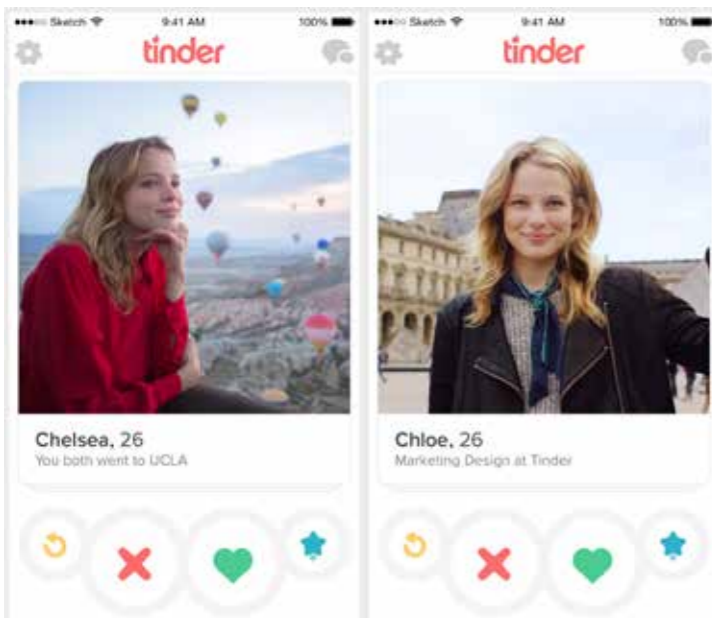 Sketch 9:41 AM 100%
tinder
Chelsea, 26
You both went to UCLA
Sketch 9:41 AM 100%
tinder
Chloe, 26
Marketing Design at Tinder